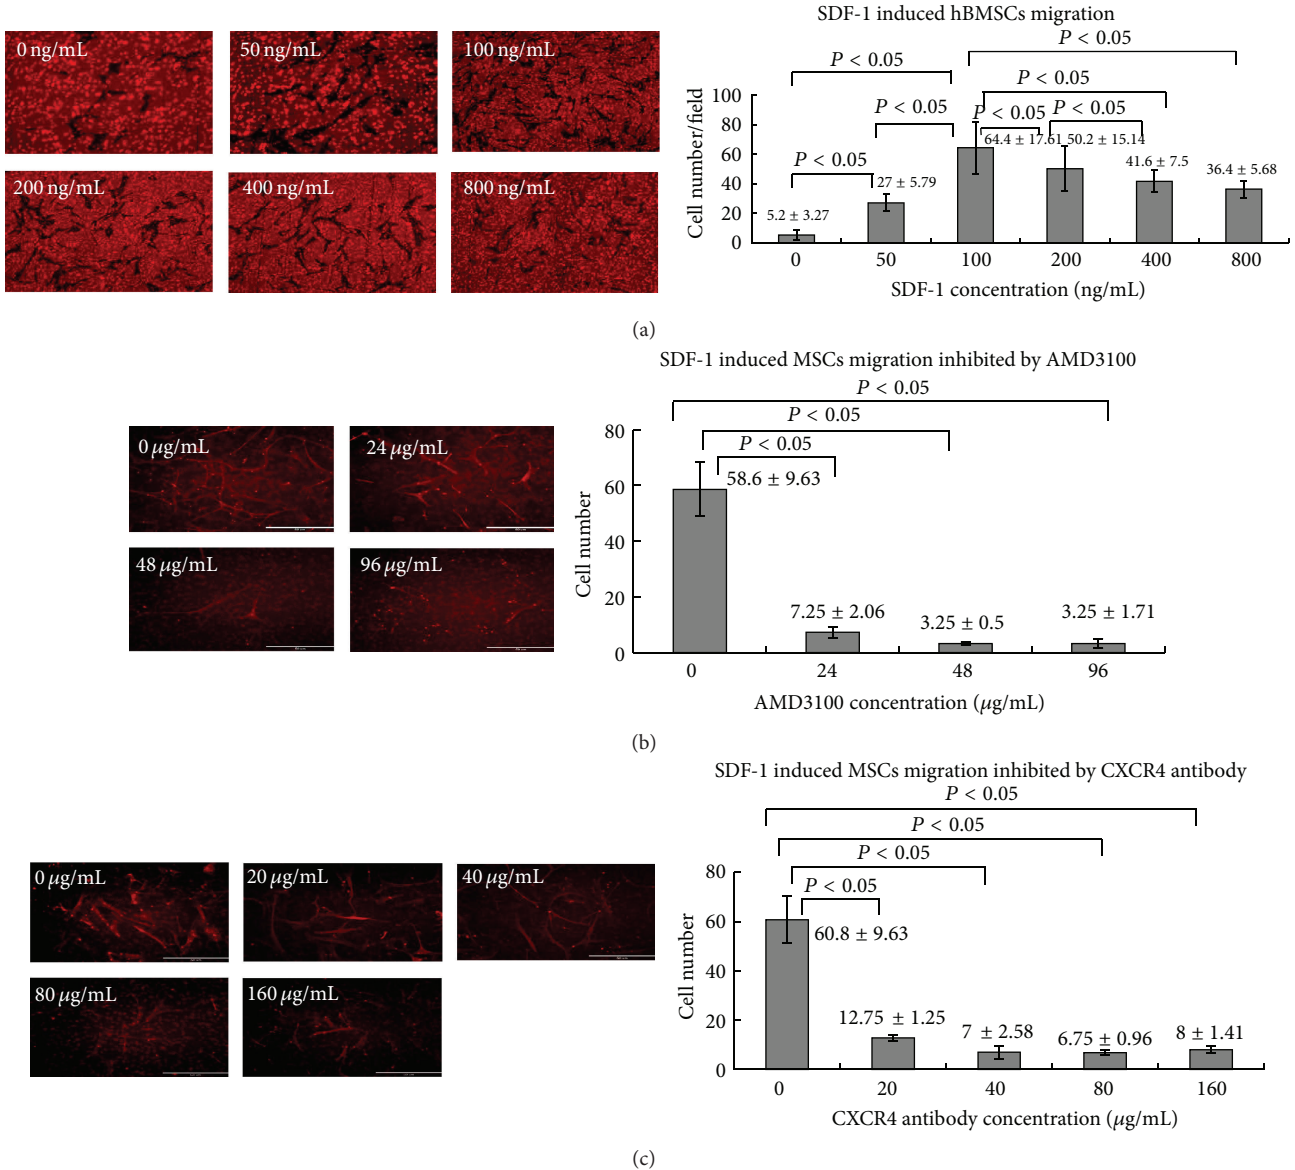 0 ng/mL
50 ng/mL
100 ng/mL
200 ng/mL
400 ng/mL
800 ng/mL
SDF-1 induced hBMSCs migration
P < 0.05
P < 0.05
P < 0.05
P < 0.05
P < 0.05
P < 0.05
P < 0.05
Cell number/field
100
80
60
40
20
0
5.2 ± 3.27
27 ± 5.79
64.4 ± 17.61
50.2 ± 15.14
41.6 ± 7.5
36.4 ± 5.68
0 50 100 200 400 800
SDF-1 concentration (ng/mL)
(a)
0 μg/mL
24 μg/mL
48 μg/mL
96 μg/mL
SDF-1 induced MSCs migration inhibited by AMD3100
P < 0.05
P < 0.05
P < 0.05
Cell number
80
60
40
20
0
58.6 ± 9.63
7.25 ± 2.06
3.25 ± 0.5
3.25 ± 1.71
0 24 48 96
AMD3100 concentration (μg/mL)
(b)
0 μg/mL
20 μg/mL
40 μg/mL
80 μg/mL
160 μg/mL
SDF-1 induced MSCs migration inhibited by CXCR4 antibody
P < 0.05
P < 0.05
P < 0.05
P < 0.05
Cell number
80
60
40
20
0
60.8 ± 9.63
12.75 ± 1.25
7 ± 2.58
6.75 ± 0.96
8 ± 1.41
0 20 40 80 160
CXCR4 antibody concentration (μg/mL)
(c)